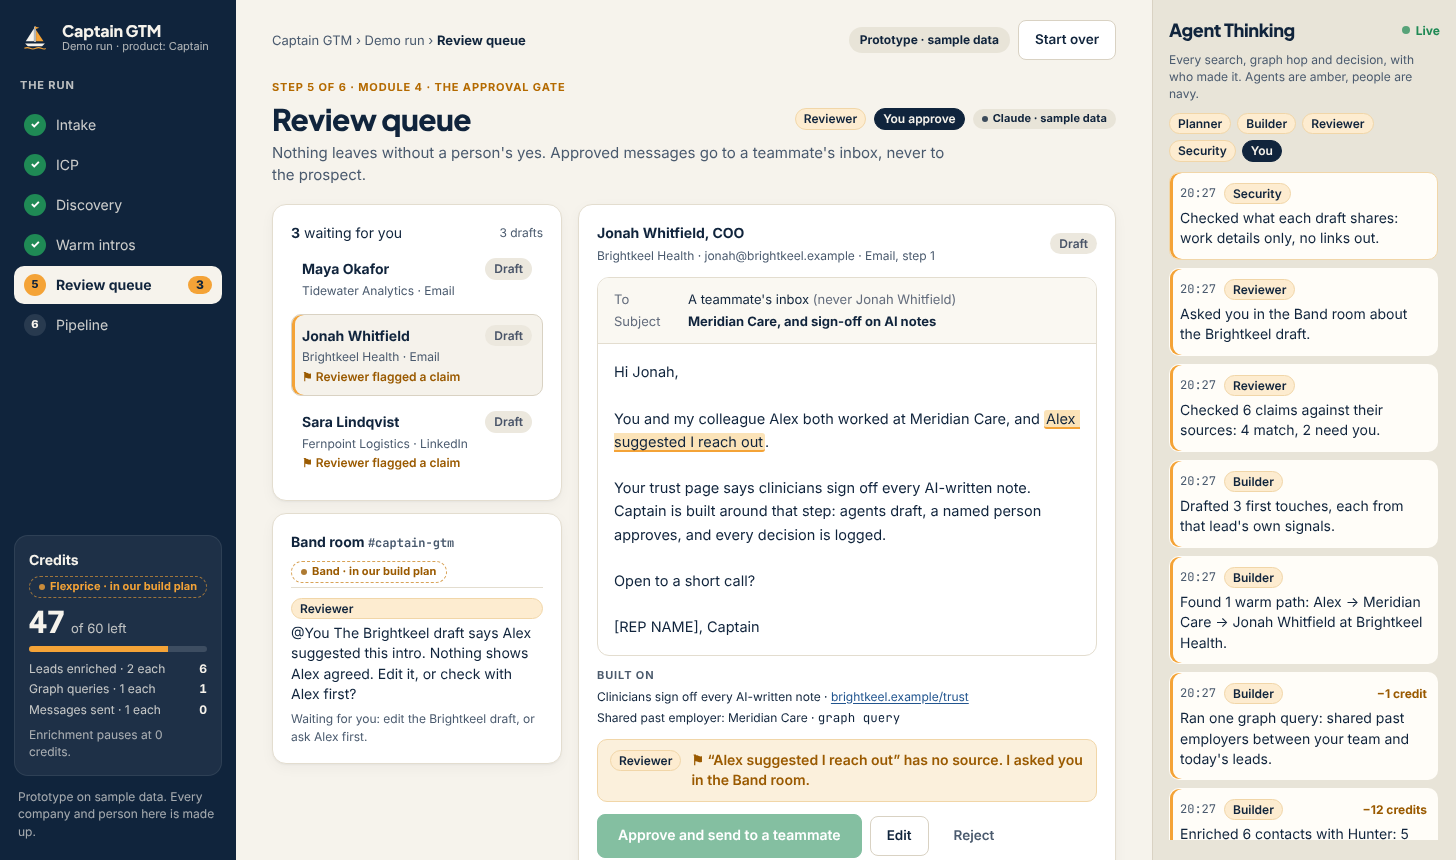 Captain GTM
Demo run · product: Captain
THE RUN
Intake
ICP
Discovery
Warm intros
5 Review queue 3
6 Pipeline
Credits
Flexprice · in our build plan
47 of 60 left
Leads enriched · 2 each 6
Graph queries · 1 each 1
Messages sent · 1 each 0
Enrichment pauses at 0
credits.
Prototype on sample data. Every
company and person here is made
up.
Captain GTM › Demo run › Review queue
Prototype · sample data
Start over
STEP 5 OF 6 · MODULE 4 · THE APPROVAL GATE
Review queue
Reviewer
You approve
Claude · sample data
Nothing leaves without a person's yes. Approved messages go to a teammate's inbox, never to
the prospect.
3 waiting for you 3 drafts
Maya Okafor Draft
Tidewater Analytics · Email
Jonah Whitfield Draft
Brightkeel Health · Email
⚑ Reviewer flagged a claim
Sara Lindqvist Draft
Fernpoint Logistics · LinkedIn
⚑ Reviewer flagged a claim
Band room #captain-gtm
Band · in our build plan
Reviewer
@You The Brightkeel draft says Alex
suggested this intro. Nothing shows
Alex agreed. Edit it, or check with
Alex first?
Waiting for you: edit the Brightkeel draft, or
ask Alex first.
Jonah Whitfield, COO
Brightkeel Health · jonah@brightkeel.example · Email, step 1
Draft
To A teammate's inbox (never Jonah Whitfield)
Subject Meridian Care, and sign-off on AI notes
Hi Jonah,
You and my colleague Alex both worked at Meridian Care, and Alex
suggested I reach out.
Your trust page says clinicians sign off every AI-written note.
Captain is built around that step: agents draft, a named person
approves, and every decision is logged.
Open to a short call?
[REP NAME], Captain
BUILT ON
Clinicians sign off every AI-written note · brightkeel.example/trust
Shared past employer: Meridian Care · graph query
Reviewer ⚑ “Alex suggested I reach out” has no source. I asked you
in the Band room.
Approve and send to a teammate
Edit
Reject
Agent Thinking
Live
Every search, graph hop and decision, with
who made it. Agents are amber, people are
navy.
Planner Builder Reviewer
Security You
20:27 Security
Checked what each draft shares:
work details only, no links out.
20:27 Reviewer
Asked you in the Band room about
the Brightkeel draft.
20:27 Reviewer
Checked 6 claims against their
sources: 4 match, 2 need you.
20:27 Builder
Drafted 3 first touches, each from
that lead's own signals.
20:27 Builder
Found 1 warm path: Alex → Meridian
Care → Jonah Whitfield at Brightkeel
Health.
20:27 Builder −1 credit
Ran one graph query: shared past
employers between your team and
today's leads.
20:27 Builder −12 credits
Enriched 6 contacts with Hunter: 5